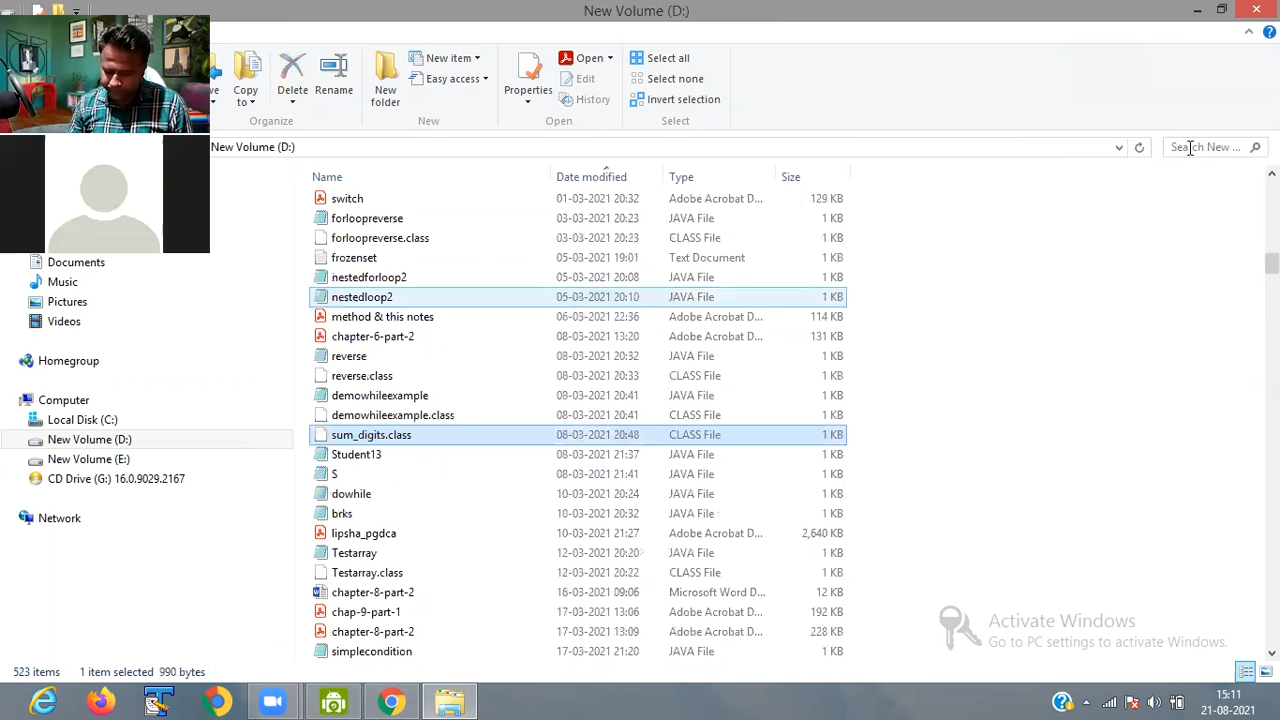 New Volume (D:)
Copy to
Delete
Rename
New folder
New item
Easy access
Properties
Open
Edit
History
Select all
Select none
Invert selection
Organize
New
Open
Select
New Volume (D:)
Search New ...
Name Date modified Type Size
switch 01-03-2021 20:32 Adobe Acrobat D... 129 KB
forloopreverse 03-03-2021 20:23 JAVA File 1 KB
forloopreverse.class 03-03-2021 20:23 CLASS File 1 KB
frozenset 05-03-2021 19:01 Text Document 1 KB
nestedforloop2 05-03-2021 20:08 JAVA File 1 KB
nestedloop2 05-03-2021 20:10 JAVA File 1 KB
method & this notes 06-03-2021 22:36 Adobe Acrobat D... 114 KB
chapter-6-part-2 08-03-2021 13:20 Adobe Acrobat D... 131 KB
reverse 08-03-2021 20:32 JAVA File 1 KB
reverse.class 08-03-2021 20:33 CLASS File 1 KB
demowhileexample 08-03-2021 20:41 JAVA File 1 KB
demowhileexample.class 08-03-2021 20:41 CLASS File 1 KB
sum_digits.class 08-03-2021 20:48 CLASS File 1 KB
Student13 08-03-2021 21:37 JAVA File 1 KB
S 08-03-2021 21:41 JAVA File 1 KB
dowhile 10-03-2021 20:24 JAVA File 1 KB
brks 10-03-2021 20:32 JAVA File 1 KB
lipsha_pgdca 10-03-2021 21:27 Adobe Acrobat D... 2,640 KB
Testarray 12-03-2021 20:20 JAVA File 1 KB
Testarray.class 12-03-2021 20:22 CLASS File 1 KB
chapter-8-part-2 16-03-2021 09:06 Microsoft Word D... 12 KB
chap-9-part-1 17-03-2021 13:06 Adobe Acrobat D... 192 KB
chapter-8-part-2 17-03-2021 13:09 Adobe Acrobat D... 228 KB
simplecondition 17-03-2021 21:20 JAVA File 1 KB
Documents
Music
Pictures
Videos
Homegroup
Computer
Local Disk (C:)
New Volume (D:)
New Volume (E:)
CD Drive (G:) 16.0.9029.2167
Network
Activate Windows
Go to PC settings to activate Windows.
523 items 1 item selected 990 bytes
15:11
21-08-2021